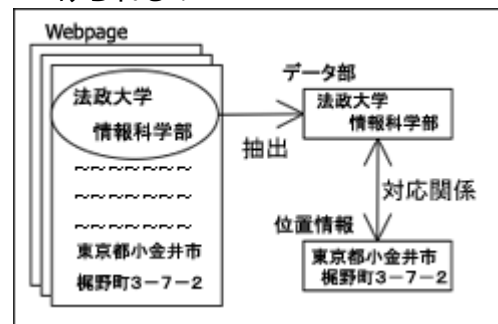 Webpage
法政大学
情報科学部
~~~~~~~
~~~~~~~
~~~~~~~
東京都小金井市
梶野町3-7-2
抽出
データ部
法政大学
情報科学部
対応関係
位置情報
東京都小金井市
梶野町3-7-2